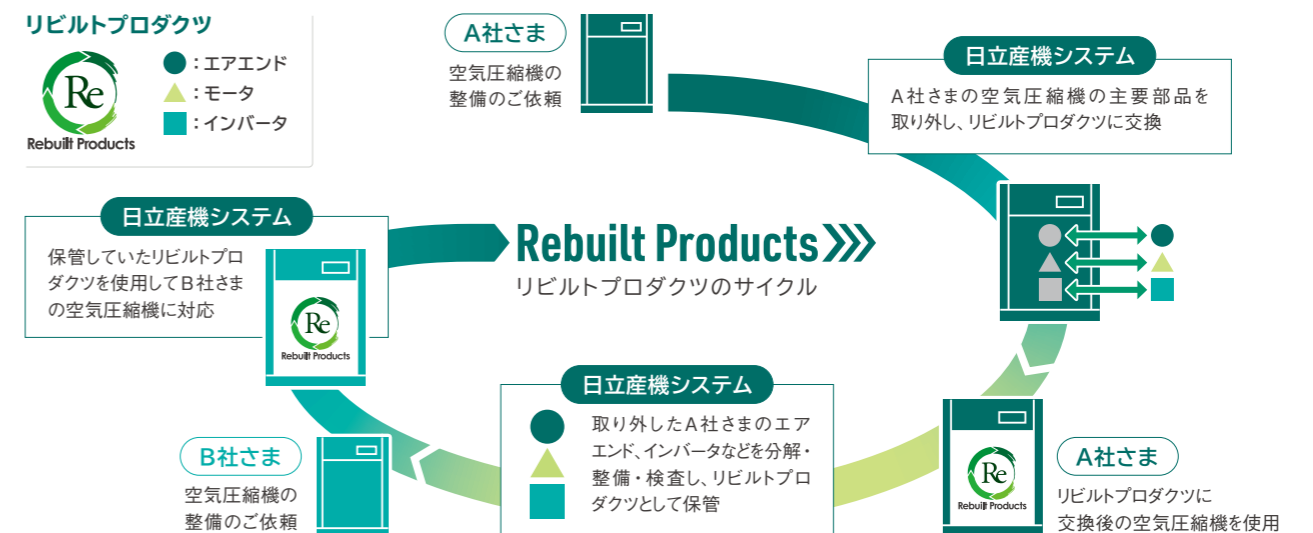 リビルトプロダクツ
Re
Rebuilt Products
：エアエンド
：モータ
：インバータ
A社さま
空気圧縮機の
整備のご依頼
日立産機システム
A社さまの空気圧縮機の主要部品を
取り外し、リビルトプロダクツに交換
日立産機システム
保管していたリビルトプロ
ダクツを使用してB社さま
の空気圧縮機に対応
Re
Rebuilt Products
Rebuilt Products
リビルトプロダクツのサイクル
日立産機システム
取り外したA社さまのエア
エンド、インバータなどを分解・
整備・検査し、リビルトプロ
ダクツとして保管
B社さま
空気圧縮機の
整備のご依頼
Re
Rebuilt Products
A社さま
リビルトプロダクツに
交換後の空気圧縮機を使用